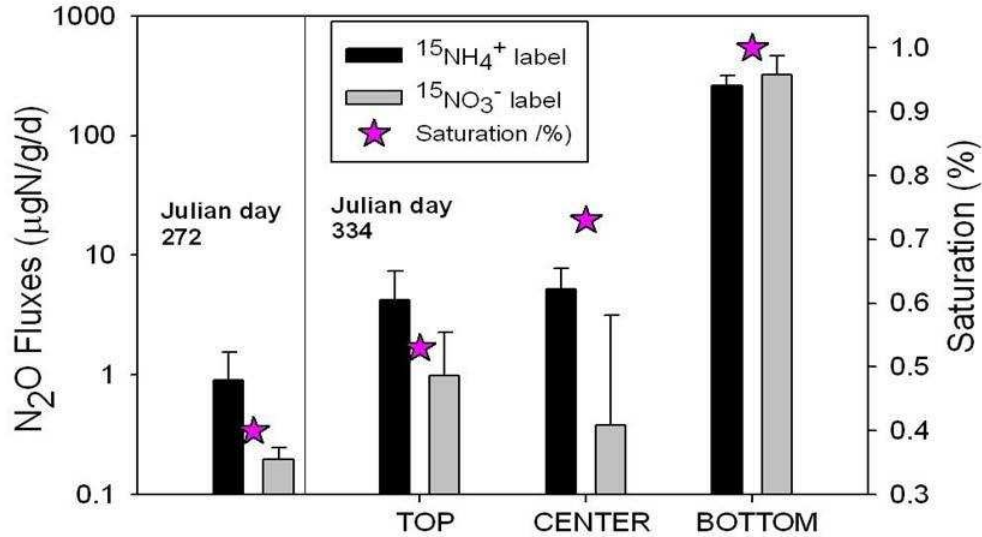 N₂O Fluxes (µgN/g/d)
1000
100
10
1
0.1
¹⁵NH₄⁺ label
¹⁵NO₃⁻ label
Saturation /%)
Julian day
272
Julian day
334
TOP
CENTER
BOTTOM
1.0
0.9
0.8
0.7
0.6
0.5
0.4
0.3
Saturation (%)